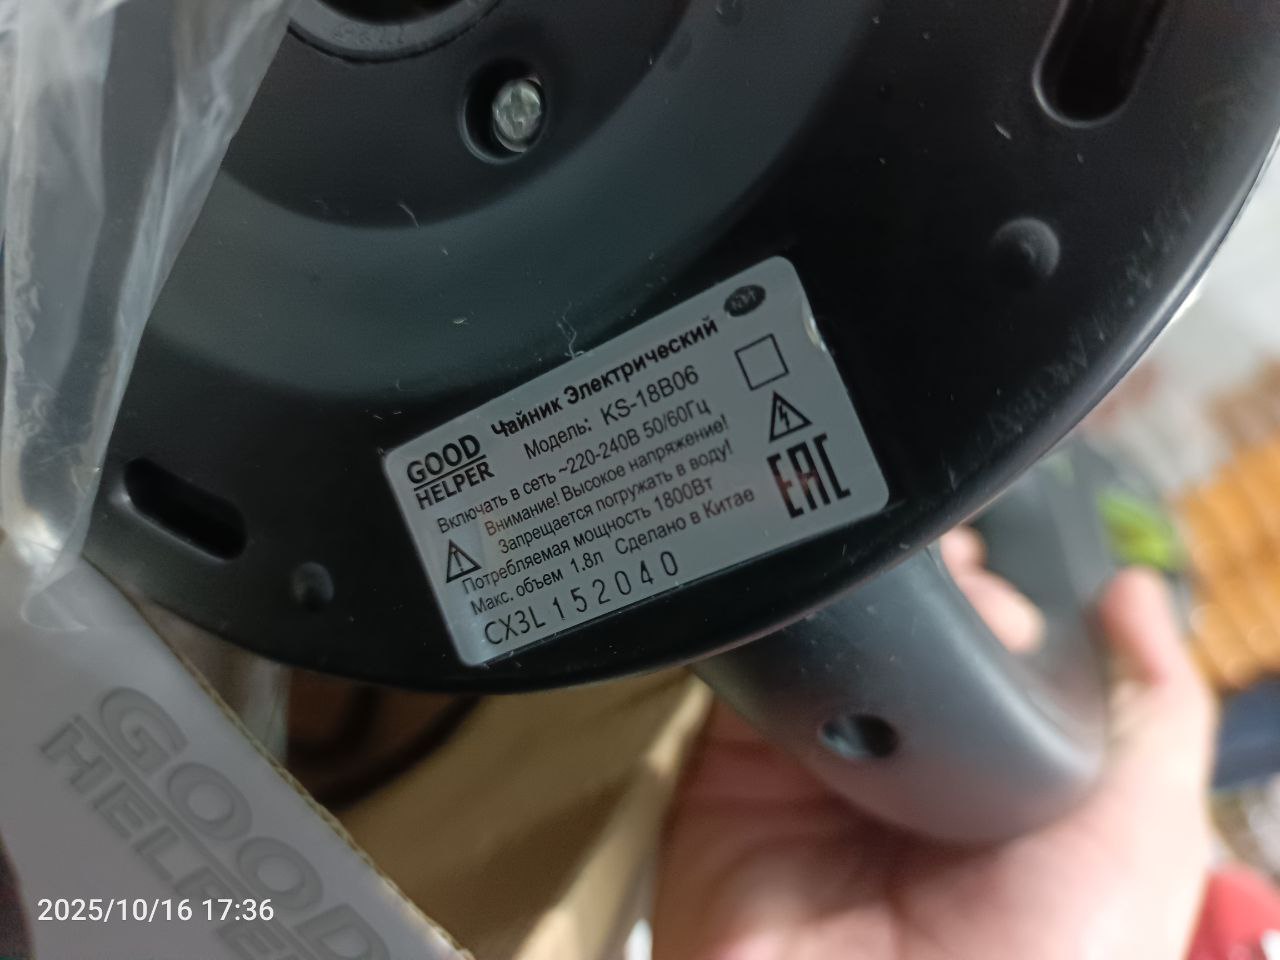 GOOD
HELPER
Чайник Электрический
Модель: KS-18B06
Включать в сеть ~220-240В 50/60Гц
Внимание! Высокое напряжение!
Запрещается погружать в воду!
Потребляемая мощность 1800Вт
Макс. объем 1.8л Сделано в Китае
CX3L 152040
EAC
GOOD
HELPER
2025/10/16 17:36